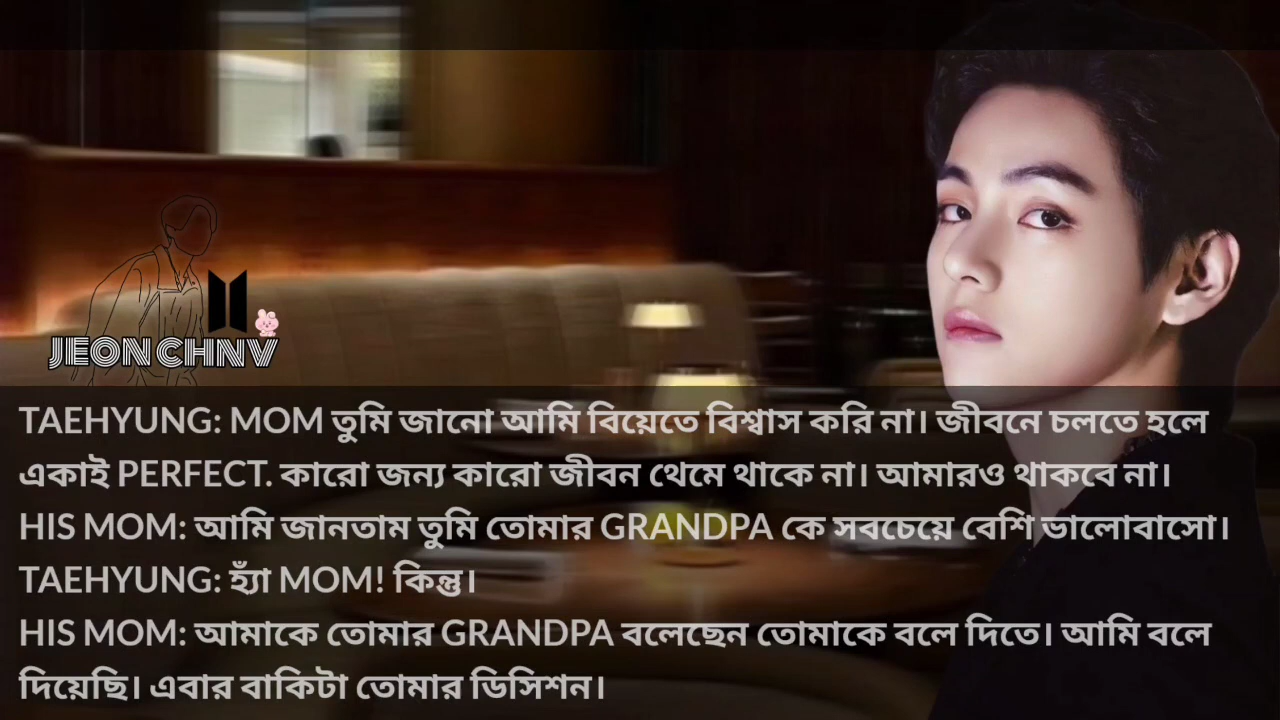 JEON CHNV
TAEHYUNG: MOM তুমি জানো আমি বিয়েতে বিশ্বাস করি না। জীবনে চলতে হলে
একাই PERFECT. কারো জন্য কারো জীবন থেমে থাকে না। আমারও থাকবে না।
HIS MOM: আমি জানতাম তুমি তোমার GRANDPA কে সবচেয়ে বেশি ভালোবাসো।
TAEHYUNG: হ্যাঁ MOM! কিন্তু।
HIS MOM: আমাকে তোমার GRANDPA বলেছেন তোমাকে বলে দিতে। আমি বলে
দিয়েছি। এবার বাকিটা তোমার ডিসিশন।